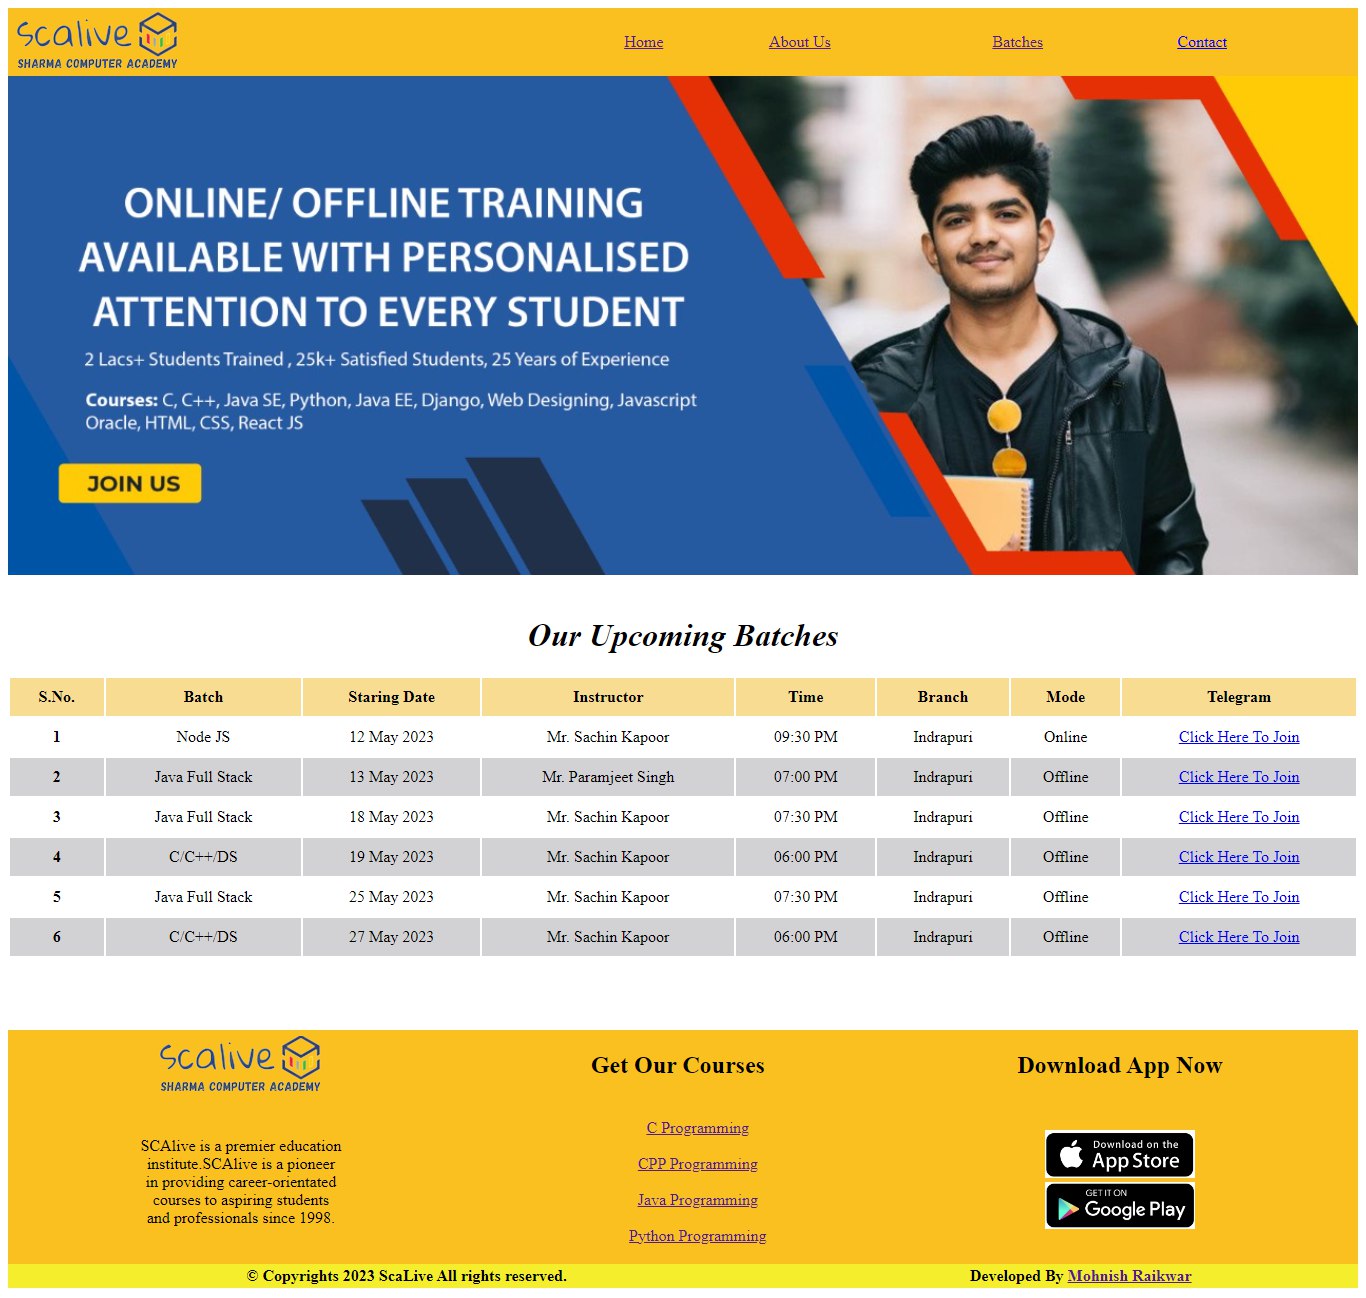 Scalive
SHARMA COMPUTER ACADEMY
Home About Us Batches Contact
ONLINE/ OFFLINE TRAINING
AVAILABLE WITH PERSONALISED
ATTENTION TO EVERY STUDENT
2 Lacs+ Students Trained , 25k+ Satisfied Students, 25 Years of Experience
Courses: C, C++, Java SE, Python, Java EE, Django, Web Designing, Javascript
Oracle, HTML, CSS, React JS
JOIN US
Our Upcoming Batches
S.No. Batch Staring Date Instructor Time Branch Mode Telegram
1 Node JS 12 May 2023 Mr. Sachin Kapoor 09:30 PM Indrapuri Online Click Here To Join
2 Java Full Stack 13 May 2023 Mr. Paramjeet Singh 07:00 PM Indrapuri Offline Click Here To Join
3 Java Full Stack 18 May 2023 Mr. Sachin Kapoor 07:30 PM Indrapuri Offline Click Here To Join
4 C/C++/DS 19 May 2023 Mr. Sachin Kapoor 06:00 PM Indrapuri Offline Click Here To Join
5 Java Full Stack 25 May 2023 Mr. Sachin Kapoor 07:30 PM Indrapuri Offline Click Here To Join
6 C/C++/DS 27 May 2023 Mr. Sachin Kapoor 06:00 PM Indrapuri Offline Click Here To Join
Scalive
SHARMA COMPUTER ACADEMY
SCAlive is a premier education
institute.SCAlive is a pioneer
in providing career-orientated
courses to aspiring students
and professionals since 1998.
Get Our Courses
C Programming
CPP Programming
Java Programming
Python Programming
Download App Now
Download on the
App Store
GET IT ON
Google Play
© Copyrights 2023 ScaLive All rights reserved.
Developed By Mohnish Raikwar